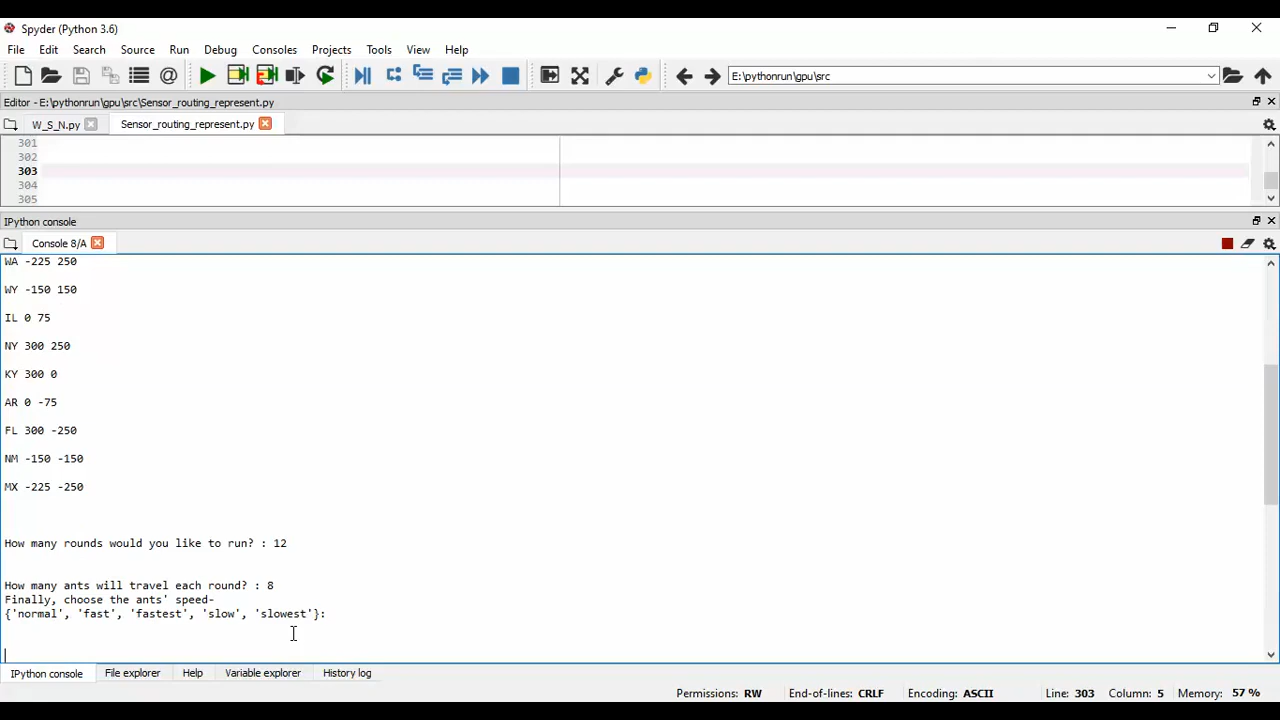 Spyder (Python 3.6)
File Edit Search Source Run Debug Consoles Projects Tools View Help
E:\pythonrun\gpu\src
Editor - E:\pythonrun\gpu\src\Sensor_routing_represent.py
W_S_N.py Sensor_routing_represent.py
301
302
303
304
305
IPython console
Console 8/A
WA -225 250
WY -150 150
IL 0 75
NY 300 250
KY 300 0
AR 0 -75
FL 300 -250
NM -150 -150
MX -225 -250
How many rounds would you like to run? : 12
How many ants will travel each round? : 8
Finally, choose the ants' speed-
{'normal', 'fast', 'fastest', 'slow', 'slowest'}:
IPython console File explorer Help Variable explorer History log
Permissions: RW End-of-lines: CRLF Encoding: ASCII Line: 303 Column: 5 Memory: 57 %